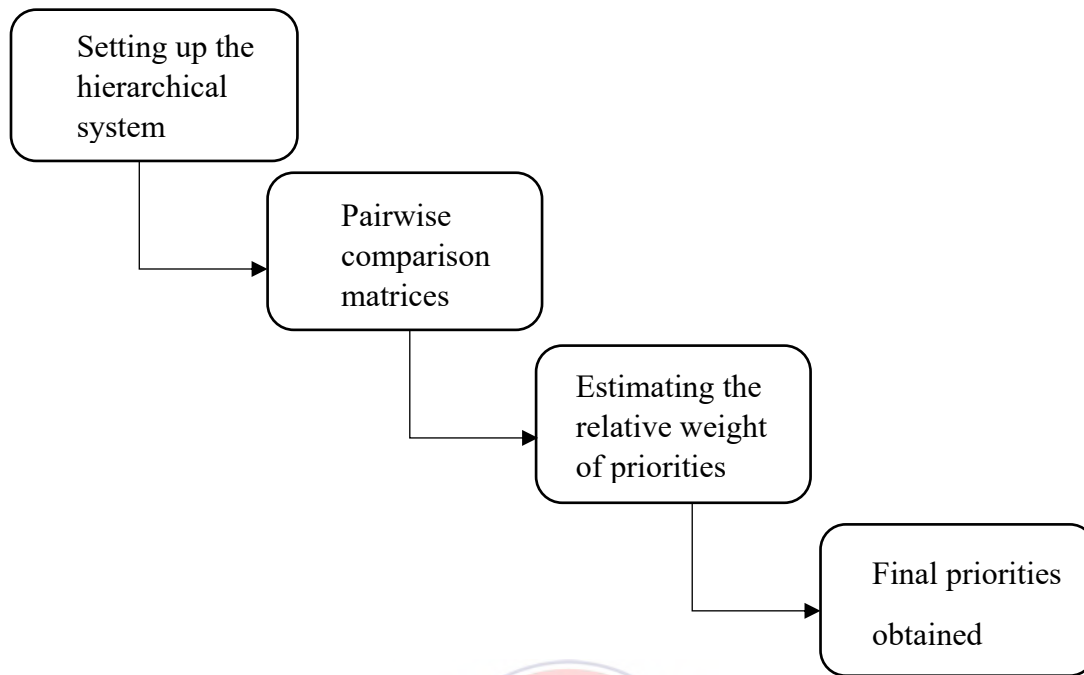 Setting up the
hierarchical
system
Pairwise
comparison
matrices
Estimating the
relative weight
of priorities
Final priorities
obtained